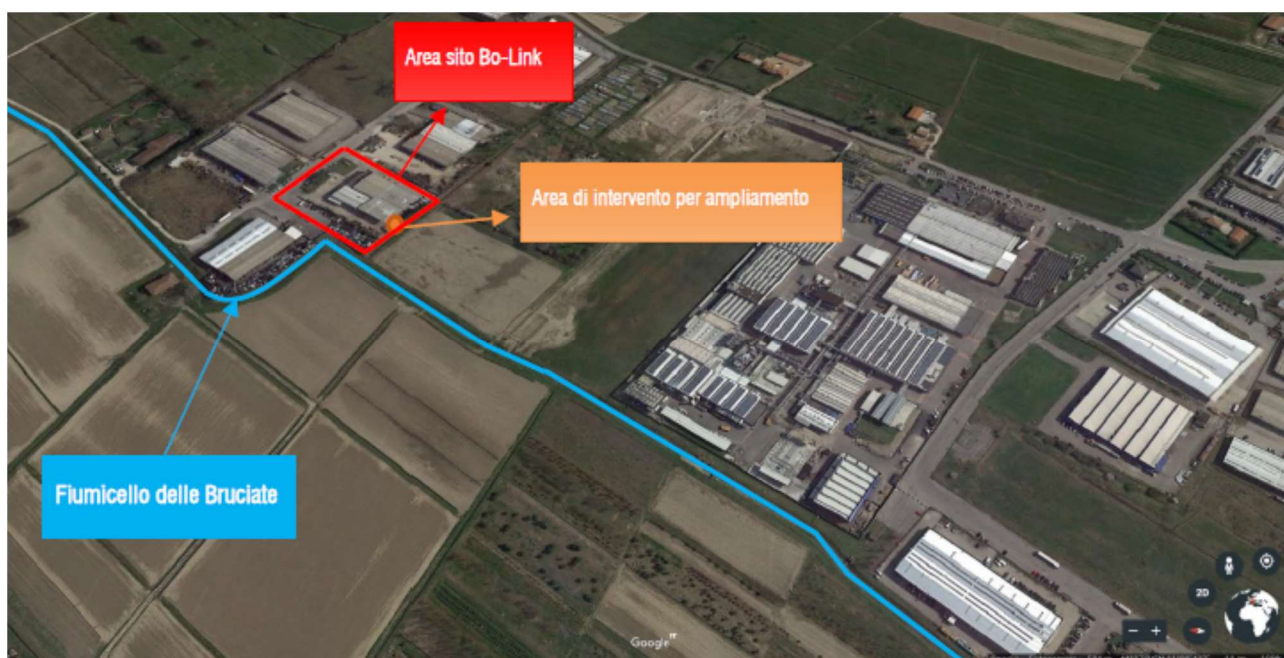 Area sito Bo-Link
Area di intervento per ampliamento
Fiumicello delle Bruciate
2D
Google